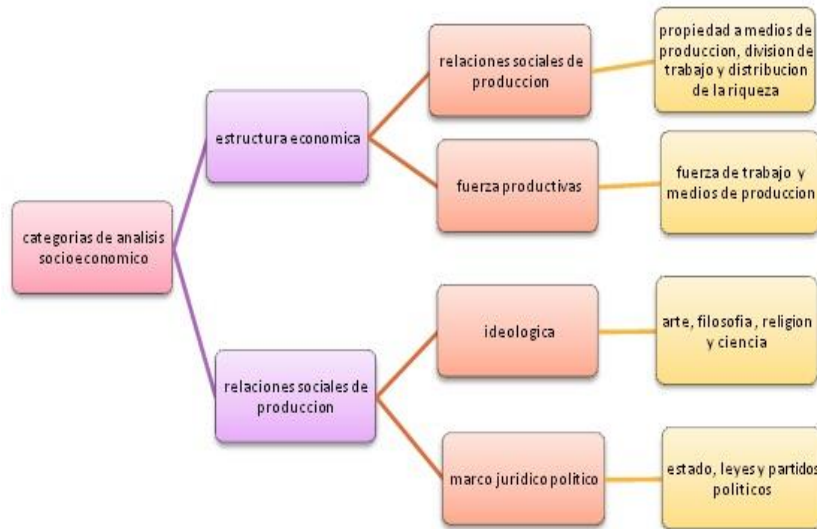 categorias de analisis
socioeconomico
estructura economica
relaciones sociales de
produccion
propiedad a medios de
produccion, division de
trabajo y distribucion
de la riqueza
fuerza productivas
fuerza de trabajo y
medios de produccion
relaciones sociales de
produccion
ideologica
arte, filosofia , religion
y ciencia
marco juridico politico
estado, leyes y partidos
politicos